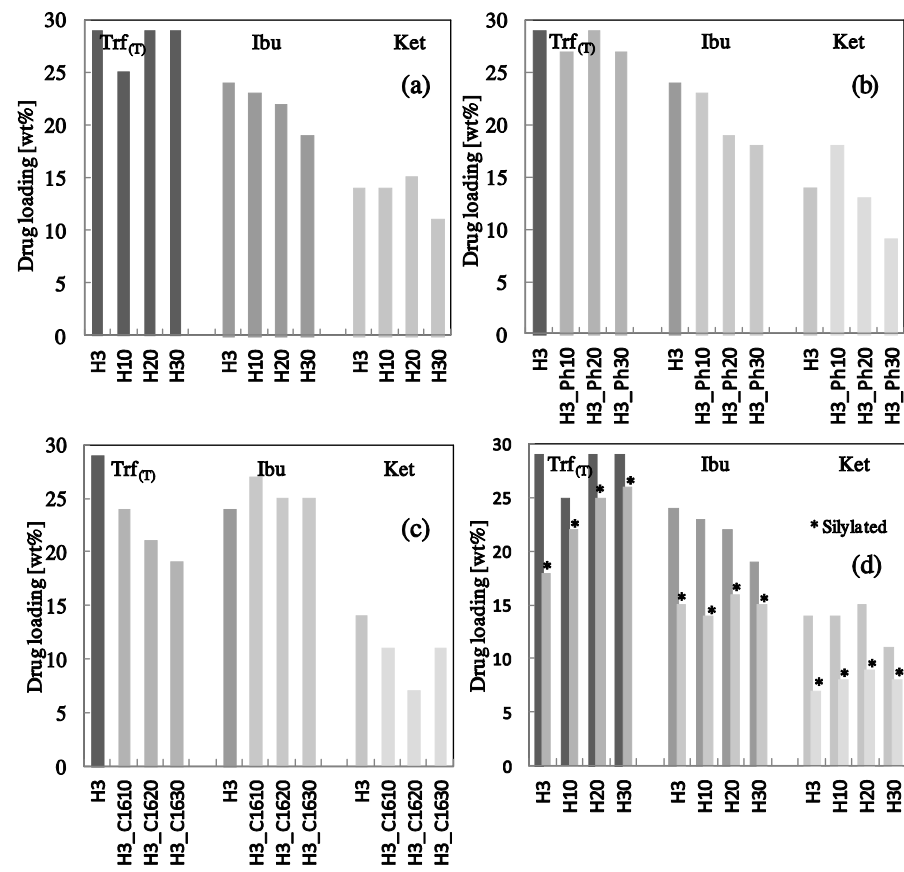 Drug loading [wt%]
30
25
20
15
10
5
0
Trf(T)
Ibu
Ket
(a)
H3
H10
H20
H30
H3
H10
H20
H30
H3
H10
H20
H30
Drug loading [wt%]
30
25
20
15
10
5
0
Trf(T)
Ibu
Ket
(b)
H3
H3_Ph10
H3_Ph20
H3_Ph30
H3
H3_Ph10
H3_Ph20
H3_Ph30
H3
H3_Ph10
H3_Ph20
H3_Ph30
Drug loading [wt%]
30
25
20
15
10
5
0
Trf(T)
Ibu
Ket
(c)
H3
H3_C1610
H3_C1620
H3_C1630
H3
H3_C1610
H3_C1620
H3_C1630
H3
H3_C1610
H3_C1620
H3_C1630
Drug loading [wt%]
30
25
20
15
10
5
0
Trf(T)
Ibu
Ket
* Silylated
(d)
*
*
*
*
*
*
*
*
*
*
*
*
H3
H10
H20
H30
H3
H10
H20
H30
H3
H10
H20
H30